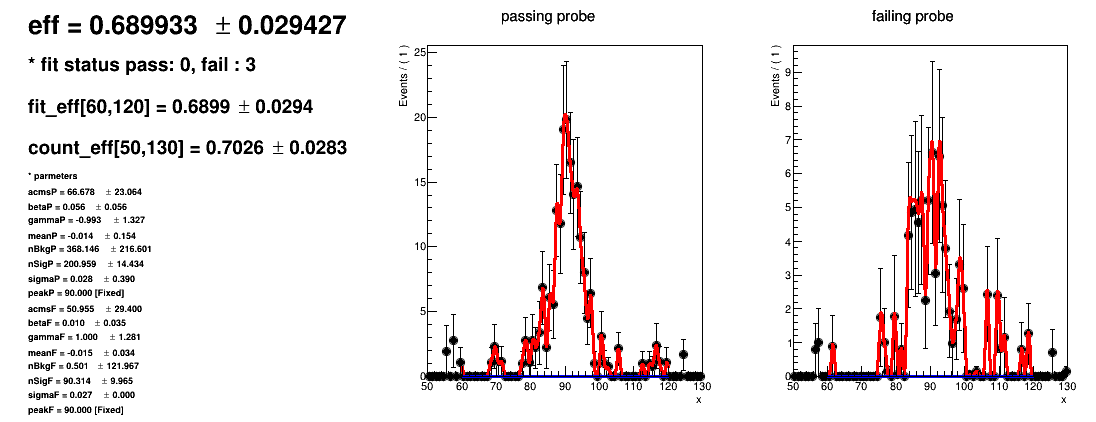 eff = 0.689933 ± 0.029427
* fit status pass: 0, fail : 3
fit_eff[60,120] = 0.6899 ± 0.0294
count_eff[50,130] = 0.7026 ± 0.0283
* parmeters
acmsP = 66.678 ± 23.064
betaP = 0.056 ± 0.056
gammaP = -0.993 ± 1.327
meanP = -0.014 ± 0.154
nBkgP = 368.146 ± 216.601
nSigP = 200.959 ± 14.434
sigmaP = 0.028 ± 0.390
peakP = 90.000 [Fixed]
acmsF = 50.955 ± 29.400
betaF = 0.010 ± 0.035
gammaF = 1.000 ± 1.281
meanF = -0.015 ± 0.034
nBkgF = 0.501 ± 121.967
nSigF = 90.314 ± 9.965
sigmaF = 0.027 ± 0.000
peakF = 90.000 [Fixed]
passing probe
Events / ( 1 )
25
20
15
10
5
0
50 60 70 80 90 100 110 120 130
x
failing probe
Events / ( 1 )
9
8
7
6
5
4
3
2
1
0
50 60 70 80 90 100 110 120 130
x